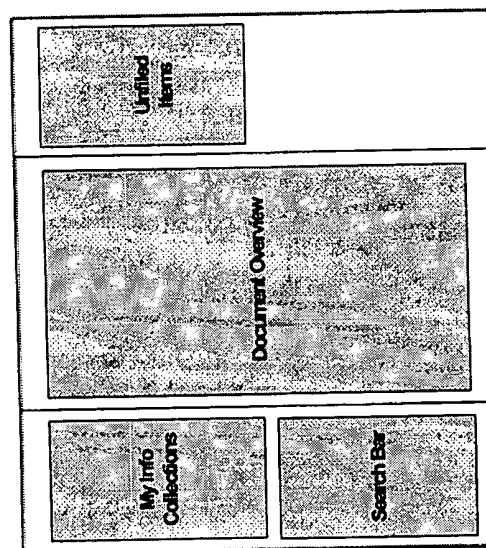 My Info
Collections
Search Bar
Document Overview
Unfiled
Items